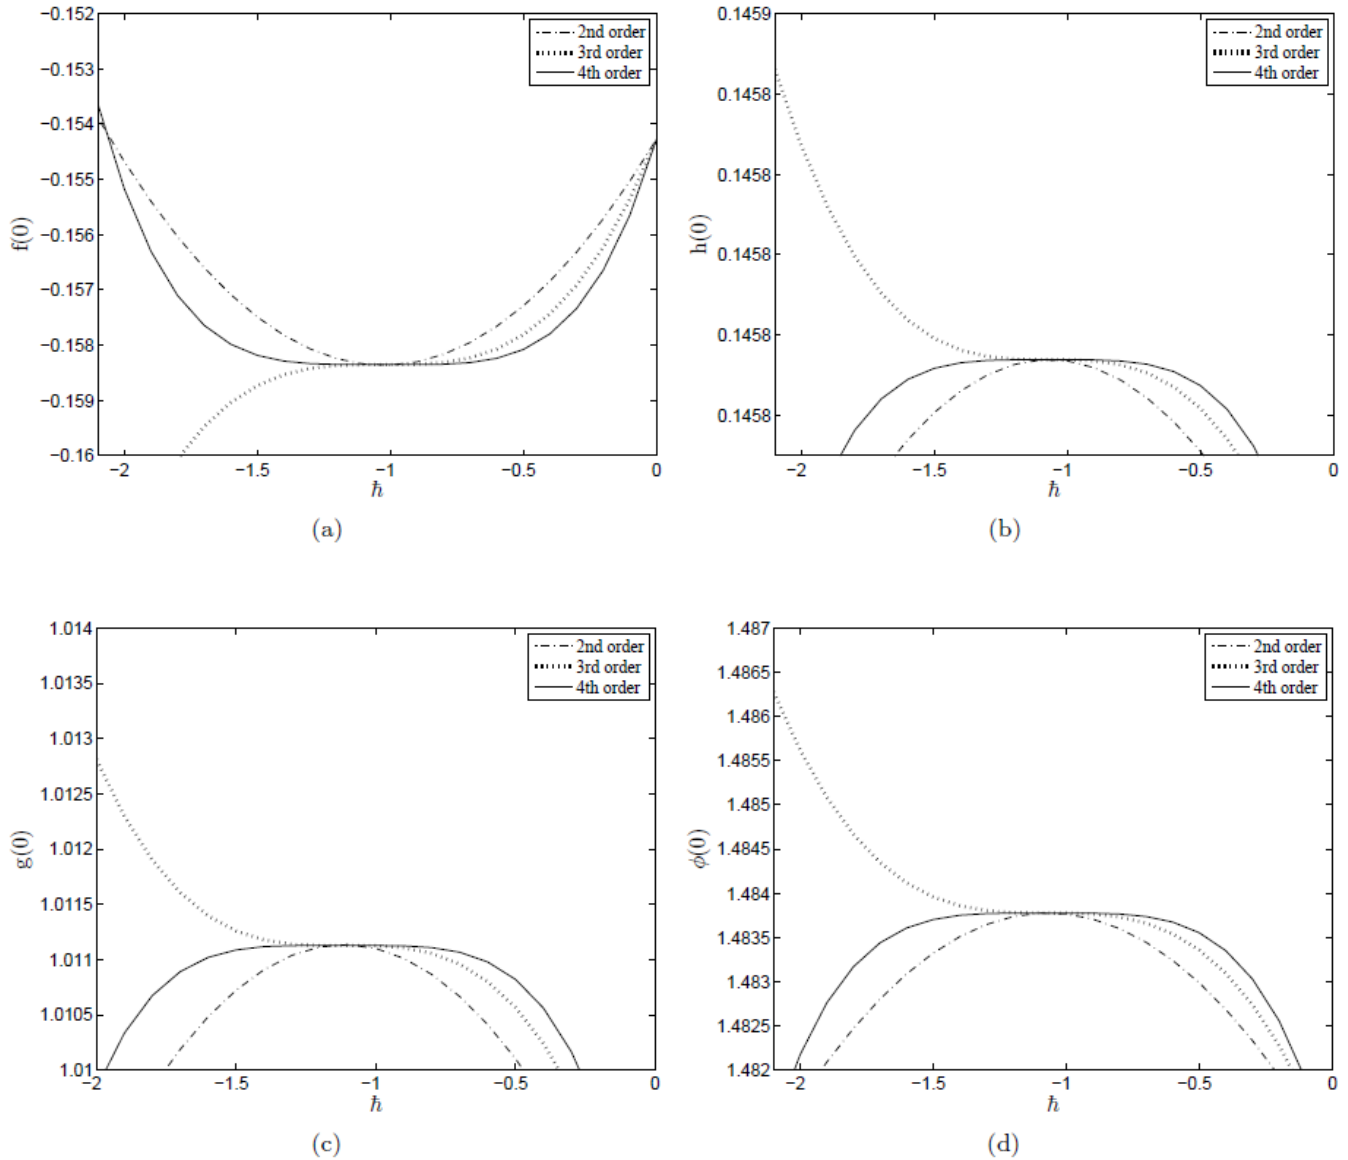 −0.152
−0.153
−0.154
−0.155
−0.156
−0.157
−0.158
−0.159
−0.16
f(0)
−2
−1.5
−1
−0.5
0
ħ
2nd order
3rd order
4th order
(a)
0.1459
0.1458
0.1458
0.1458
0.1458
0.1458
h(0)
−2
−1.5
−1
−0.5
0
ħ
2nd order
3rd order
4th order
(b)
1.014
1.0135
1.013
1.0125
1.012
1.0115
1.011
1.0105
1.01
g(0)
−2
−1.5
−1
−0.5
0
ħ
2nd order
3rd order
4th order
(c)
1.487
1.4865
1.486
1.4855
1.485
1.4845
1.484
1.4835
1.483
1.4825
1.482
ϕ(0)
−2
−1.5
−1
−0.5
0
ħ
2nd order
3rd order
4th order
(d)